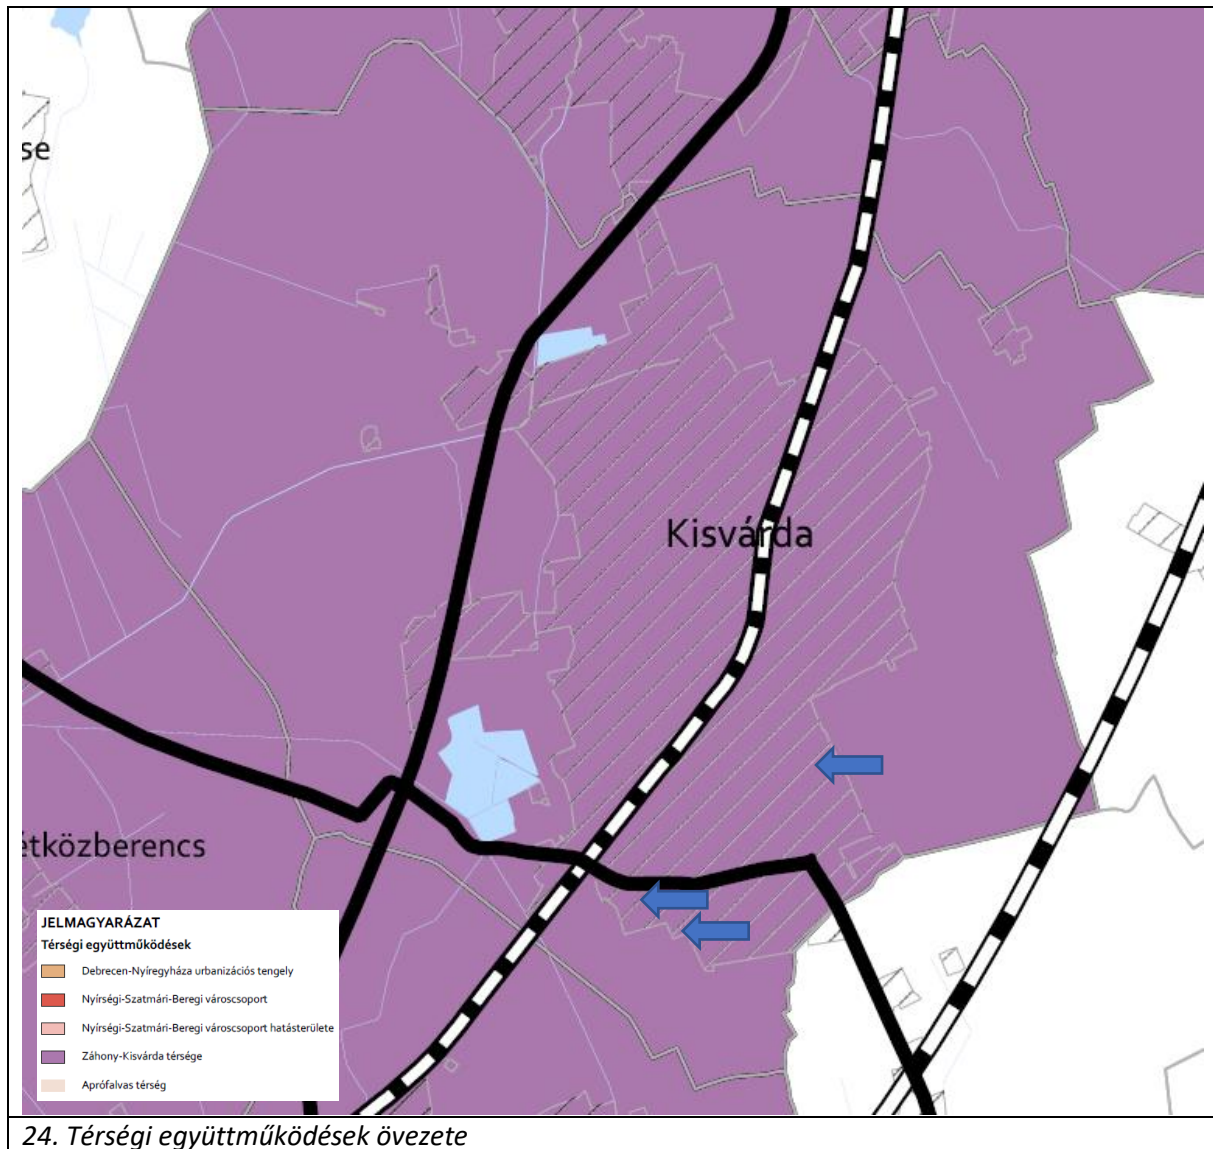 se
Kisvárda
étközberencs
JELMAGYARÁZAT
Térségi együttműködések
Debrecen-Nyíregyháza urbanizációs tengely
Nyírségi-Szatmári-Beregi városcsoport
Nyírségi-Szatmári-Beregi városcsoport hatásterülete
Záhony-Kisvárda térsége
Aprófalvas térség
24. Térségi együttműködések övezete